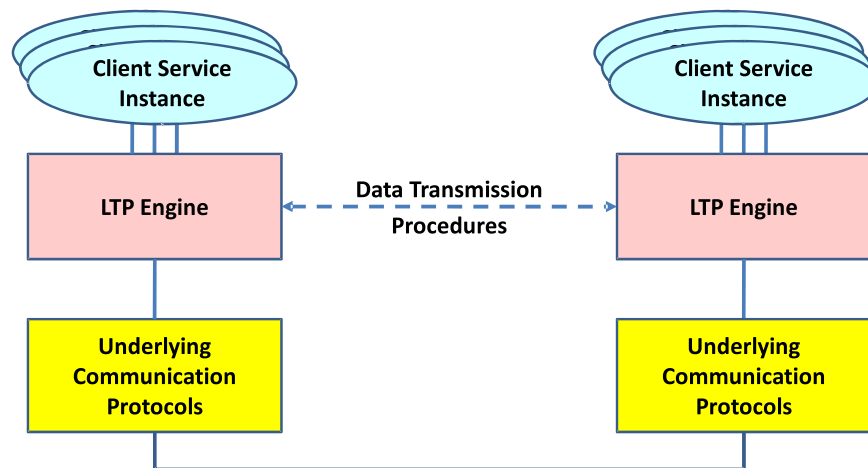 Client Service
Instance
Client Service
Instance
LTP Engine
Data Transmission
Procedures
LTP Engine
Underlying
Communication
Protocols
Underlying
Communication
Protocols